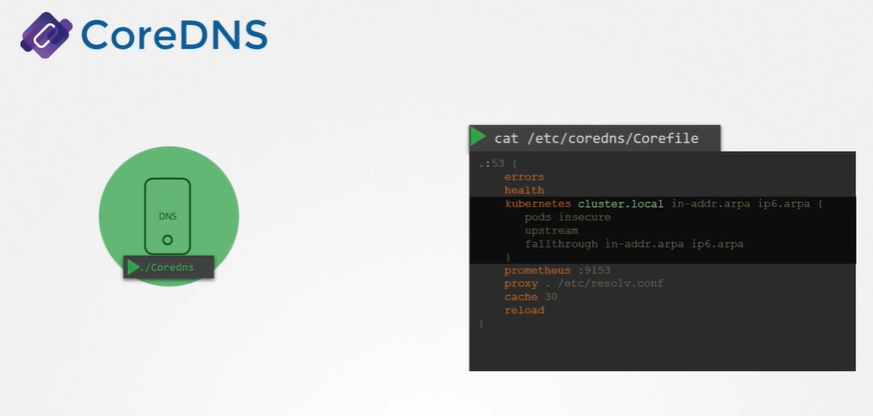 CoreDNS
DNS
./Coredns
cat /etc/coredns/Corefile
.:53 {
errors
health
kubernetes cluster.local in-addr.arpa ip6.arpa {
pods insecure
upstream
fallthrough in-addr.arpa ip6.arpa
}
prometheus :9153
proxy . /etc/resolv.conf
cache 30
reload
}